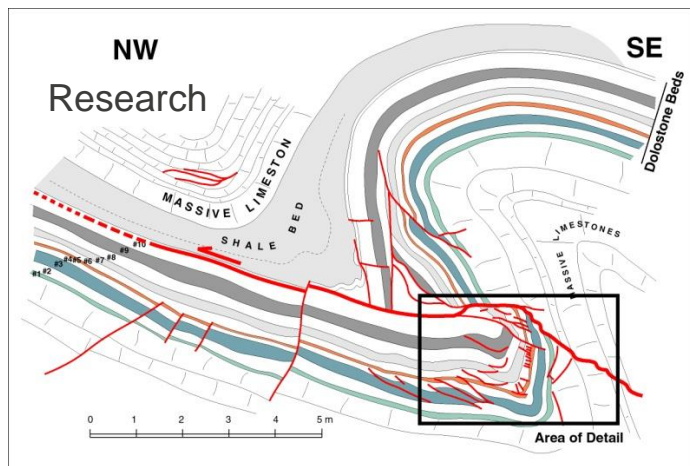 NW
SE
Research
MASSIVE LIMESTON
SHALE BED
Dolostone Beds
MASSIVE LIMESTONES
#1 #2 #3 #4 #5 #6 #7 #8 #9 #10
0 1 2 3 4 5 m
Area of Detail